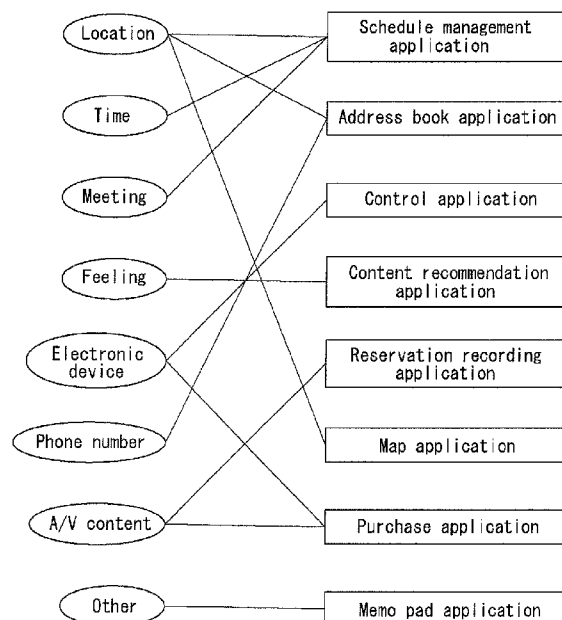 Location
Schedule management
application
Time
Address book application
Meeting
Control application
Feeling
Content recommendation
application
Electronic
device
Reservation recording
application
Phone number
Map application
A/V content
Purchase application
Other
Memo pad application